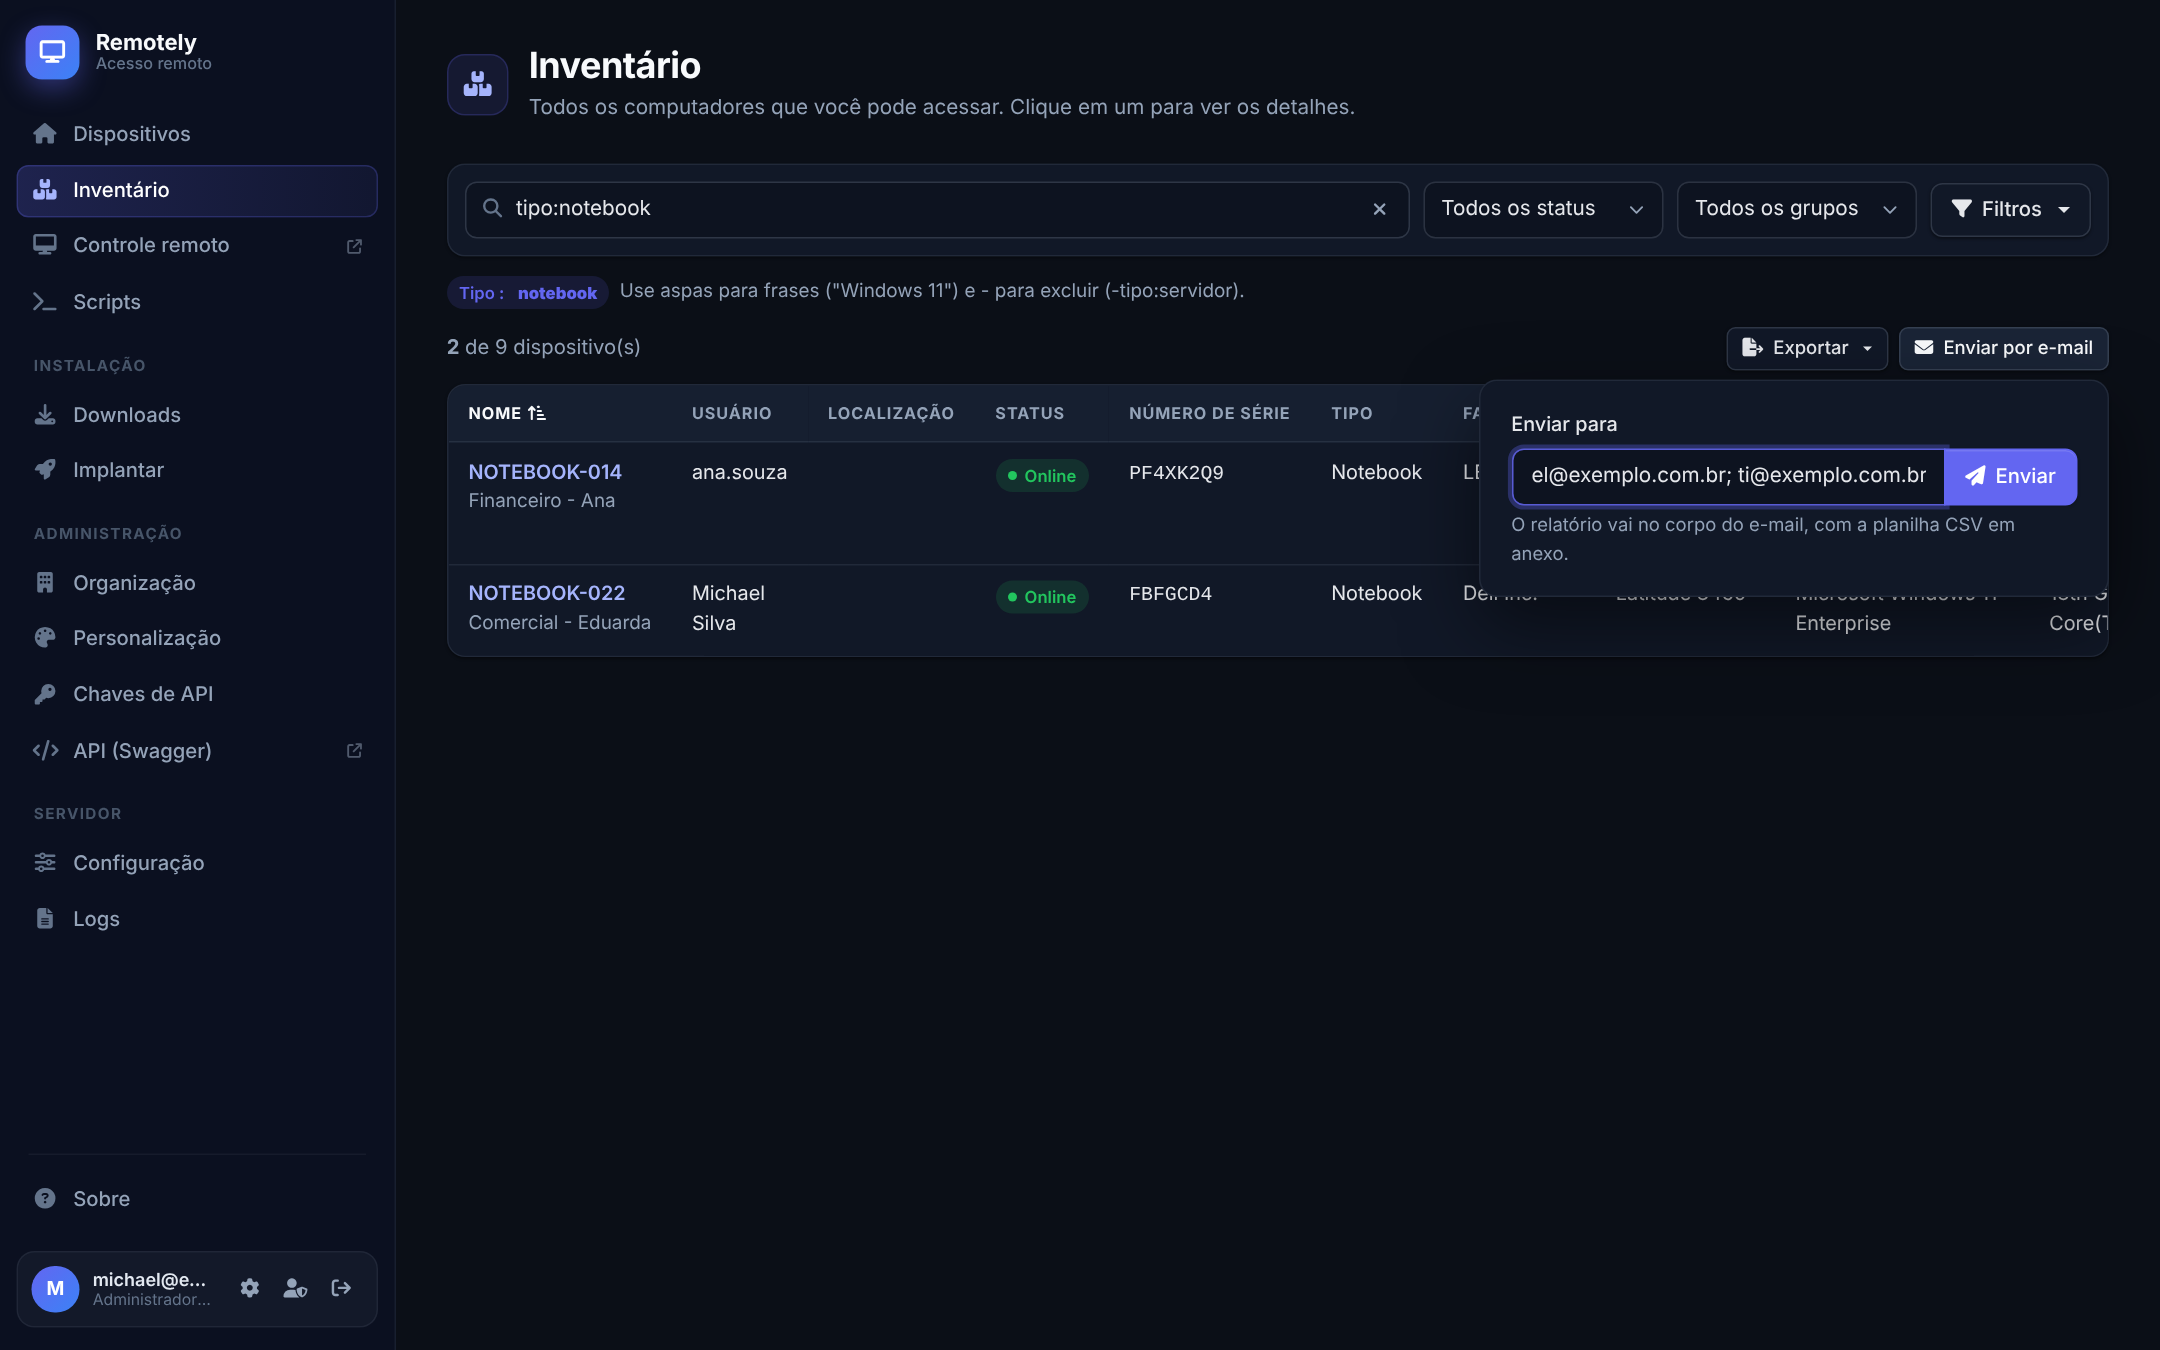 Remotely
Acesso remoto
Dispositivos
Inventário
Controle remoto
Scripts
INSTALAÇÃO
Downloads
Implantar
ADMINISTRAÇÃO
Organização
Personalização
Chaves de API
API (Swagger)
SERVIDOR
Configuração
Logs
Sobre
M
michael@e...
Administrador...
Inventário
Todos os computadores que você pode acessar. Clique em um para ver os detalhes.
tipo:notebook
Todos os status
Todos os grupos
Filtros
Tipo : notebook Use aspas para frases ("Windows 11") e - para excluir (-tipo:servidor).
2 de 9 dispositivo(s)
Exportar
Enviar por e-mail
NOME USUÁRIO LOCALIZAÇÃO STATUS NÚMERO DE SÉRIE TIPO
NOTEBOOK-014 ana.souza Online PF4XK2Q9 Notebook
Financeiro - Ana
NOTEBOOK-022 Michael Silva Online FBFGCD4 Notebook
Comercial - Eduarda
Enterprise
Enviar para
el@exemplo.com.br; ti@exemplo.com.br
Enviar
O relatório vai no corpo do e-mail, com a planilha CSV em
anexo.